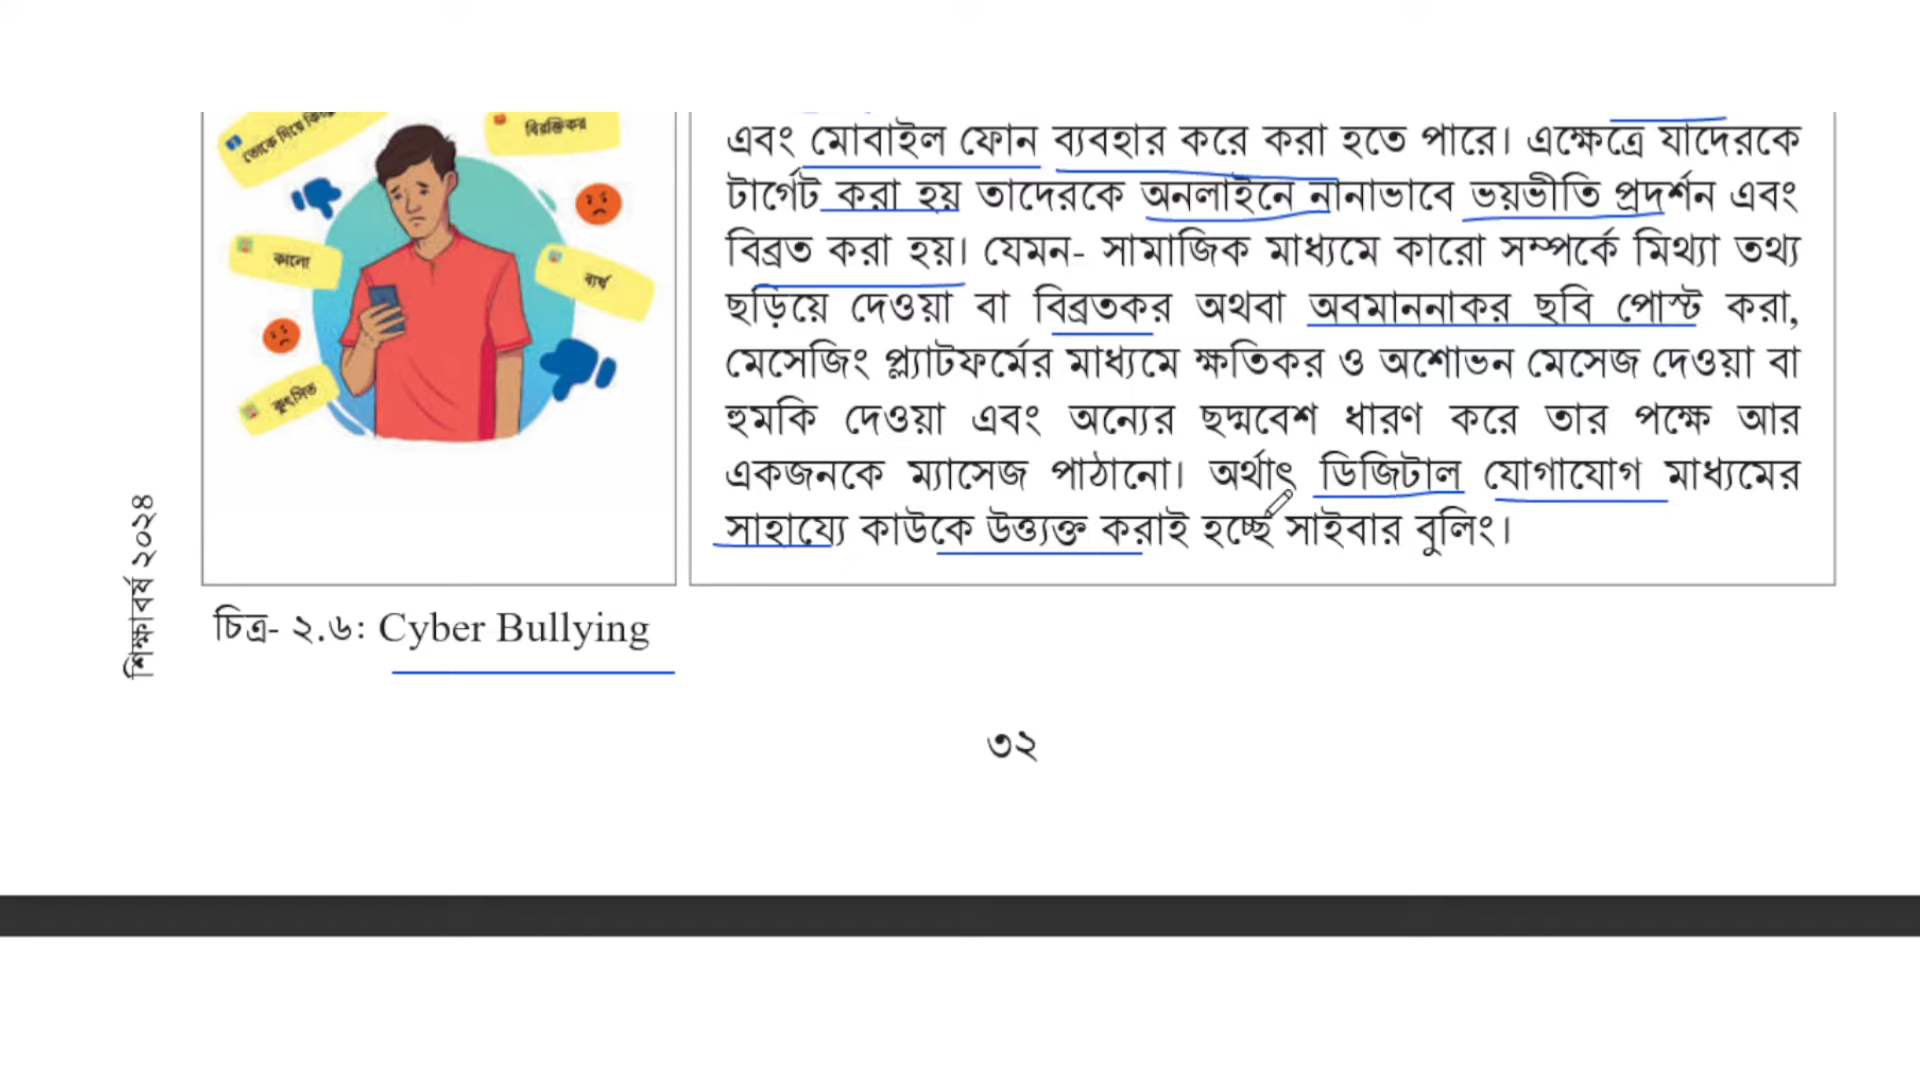 তোকে দিয়ে
বিরক্তিকর
কালো
ব্যর্থ
কুৎসিত
এবং মোবাইল ফোন ব্যবহার করে করা হতে পারে। এক্ষেত্রে যাদেরকে
টার্গেট করা হয় তাদেরকে অনলাইনে নানাভাবে ভয়ভীতি প্রদর্শন এবং
বিব্রত করা হয়। যেমন- সামাজিক মাধ্যমে কারো সম্পর্কে মিথ্যা তথ্য
ছড়িয়ে দেওয়া বা বিব্রতকর অথবা অবমাননাকর ছবি পোস্ট করা,
মেসেজিং প্ল্যাটফর্মের মাধ্যমে ক্ষতিকর ও অশোভন মেসেজ দেওয়া বা
হুমকি দেওয়া এবং অন্যের ছদ্মবেশ ধারণ করে তার পক্ষে আর
একজনকে ম্যাসেজ পাঠানো। অর্থাৎ ডিজিটাল যোগাযোগ মাধ্যমের
সাহায্যে কাউকে উত্ত্যক্ত করাই হচ্ছে সাইবার বুলিং।
চিত্র- ২.৬: Cyber Bullying
শিক্ষাবর্ষ ২০২৪
৩২